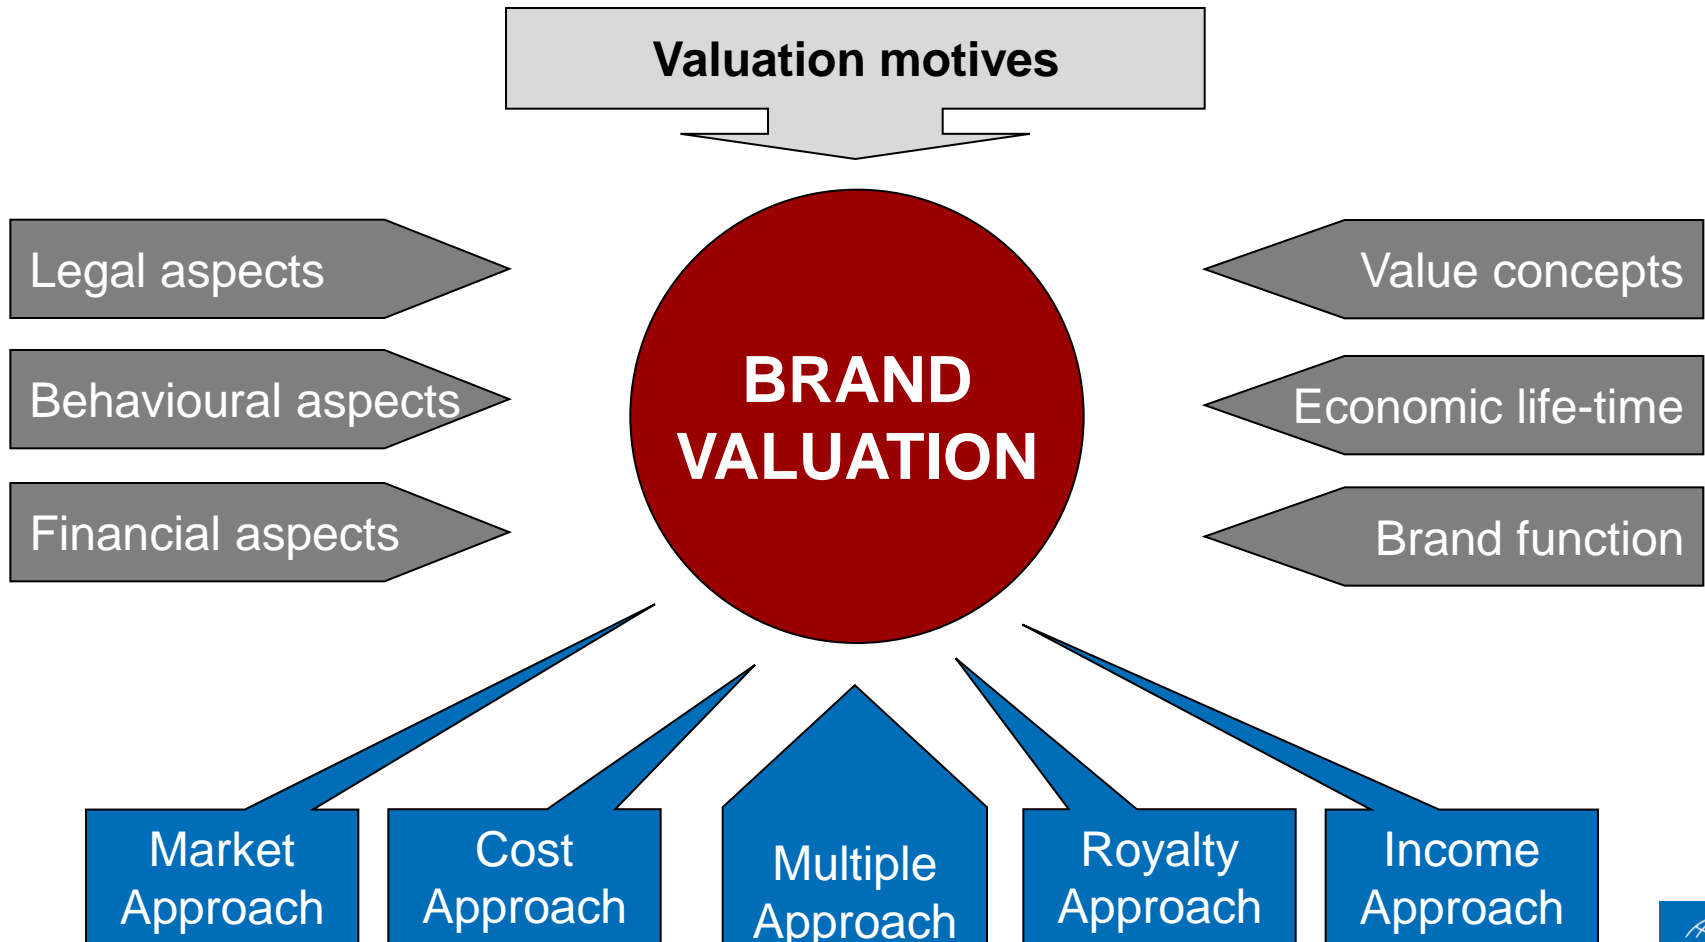 Valuation motives
Legal aspects
Behavioural aspects
Financial aspects
BRAND
VALUATION
Value concepts
Economic life-time
Brand function
Market
Approach
Cost
Approach
Multiple
Approach
Royalty
Approach
Income
Approach